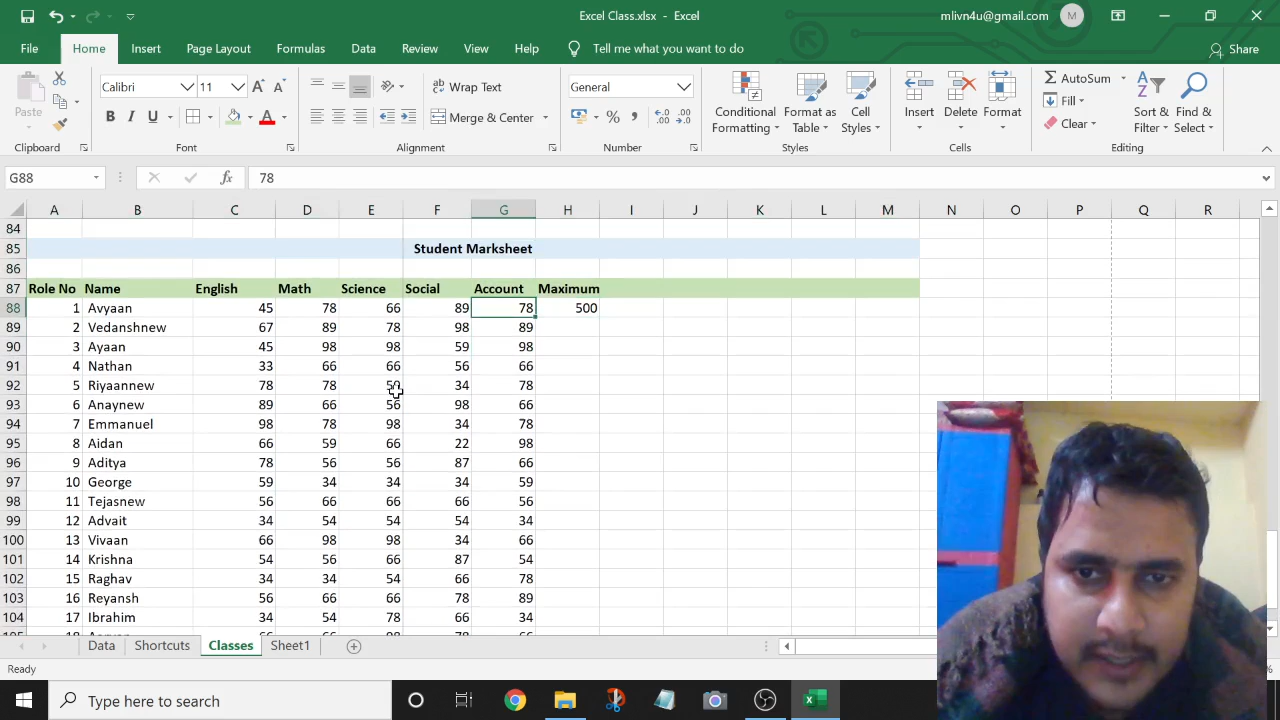 Excel Class.xlsx - Excel
mlivn4u@gmail.com M
File Home Insert Page Layout Formulas Data Review View Help Tell me what you want to do Share
Paste
Clipboard
Calibri 11
B I U A
Font
Wrap Text
Merge & Center
Alignment
General
% ,
Number
Conditional Formatting
Format as Table
Cell Styles
Styles
Insert Delete Format
Cells
AutoSum
Fill
Clear
Sort & Filter
Find & Select
Editing
G88 fx 78
A B C D E F G H I J K L M N O P Q R
84
85 Student Marksheet
86
87 Role No Name English Math Science Social Account Maximum
88 1 Avyaan 45 78 66 89 78 500
89 2 Vedanshnew 67 89 78 98 89
90 3 Ayaan 45 98 98 59 98
91 4 Nathan 33 66 66 56 66
92 5 Riyaannew 78 78 34 78
93 6 Anaynew 89 66 56 98 66
94 7 Emmanuel 98 78 98 34 78
95 8 Aidan 66 59 66 22 98
96 9 Aditya 78 56 56 87 66
97 10 George 59 34 34 34 59
98 11 Tejasnew 56 66 66 66 56
99 12 Advait 34 54 54 54 34
100 13 Vivaan 66 98 98 34 66
101 14 Krishna 54 56 66 87 54
102 15 Raghav 34 34 54 66 78
103 16 Reyansh 56 66 66 78 89
104 17 Ibrahim 34 54 78 66 34
Data Shortcuts Classes Sheet1
Ready
Type here to search